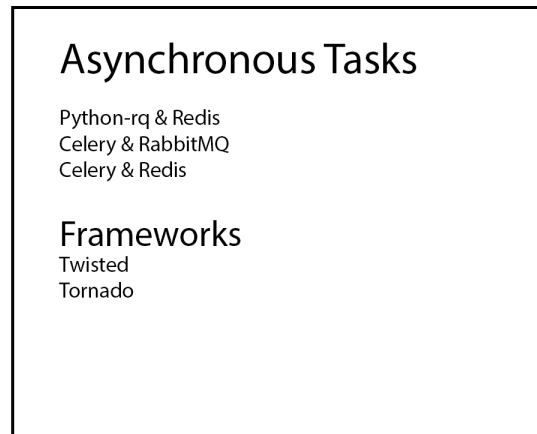 Asynchronous Tasks
Python-rq & Redis
Celery & RabbitMQ
Celery & Redis
Frameworks
Twisted
Tornado